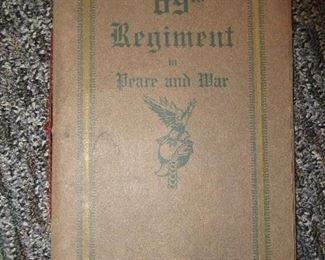 69th
Regiment
in
Peace and War